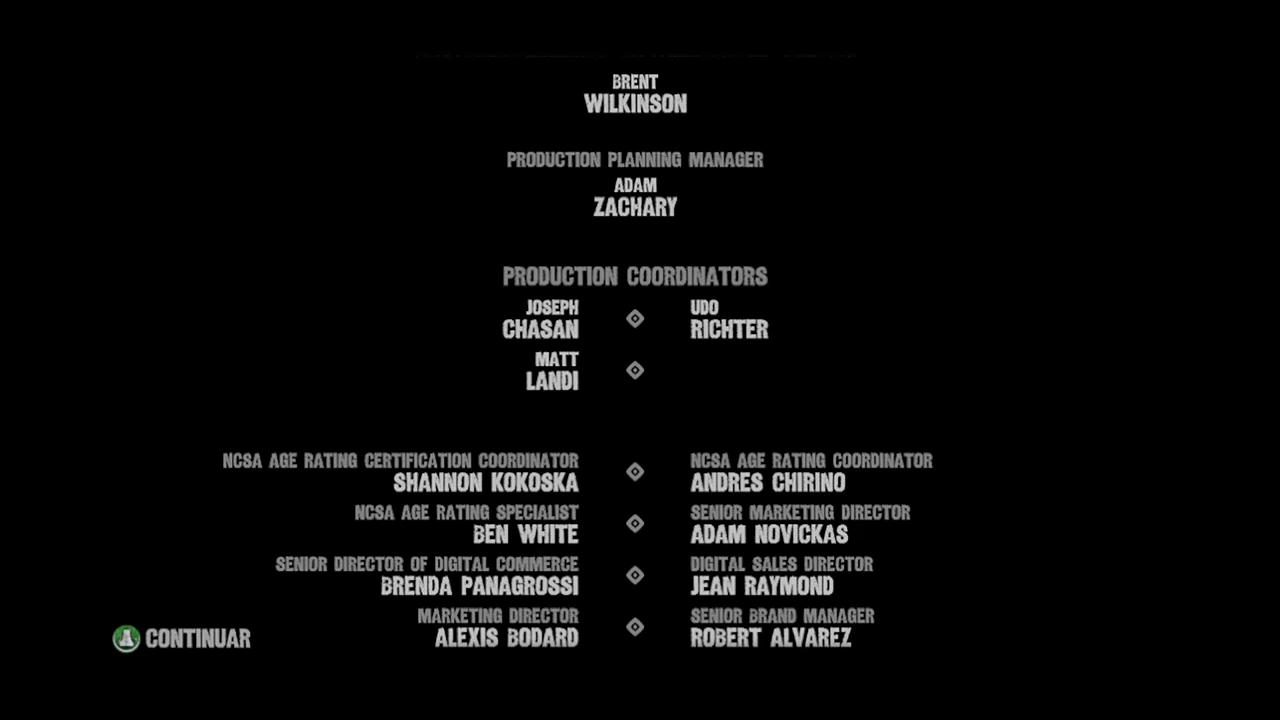 BRENT
WILKINSON
PRODUCTION PLANNING MANAGER
ADAM
ZACHARY
PRODUCTION COORDINATORS
JOSEPH
CHASAN
UDO
RICHTER
MATT
LANDI
NCSA AGE RATING CERTIFICATION COORDINATOR
SHANNON KOKOSKA
NCSA AGE RATING COORDINATOR
ANDRES CHIRINO
NCSA AGE RATING SPECIALIST
BEN WHITE
SENIOR MARKETING DIRECTOR
ADAM NOVICKAS
SENIOR DIRECTOR OF DIGITAL COMMERCE
BRENDA PANAGROSSI
DIGITAL SALES DIRECTOR
JEAN RAYMOND
MARKETING DIRECTOR
ALEXIS BODARD
SENIOR BRAND MANAGER
ROBERT ALVAREZ
CONTINUAR